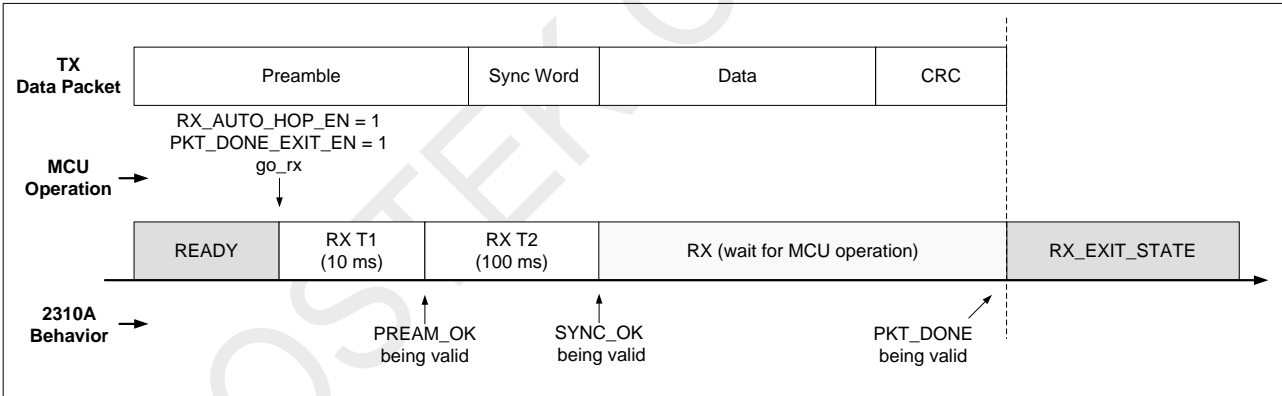 TX
Data Packet
Preamble
Sync Word
Data
CRC
RX_AUTO_HOP_EN = 1
PKT_DONE_EXIT_EN = 1
go_rx
MCU
Operation
READY
RX T1
(10 ms)
RX T2
(100 ms)
RX (wait for MCU operation)
RX_EXIT_STATE
2310A
Behavior
PREAM_OK
being valid
SYNC_OK
being valid
PKT_DONE
being valid